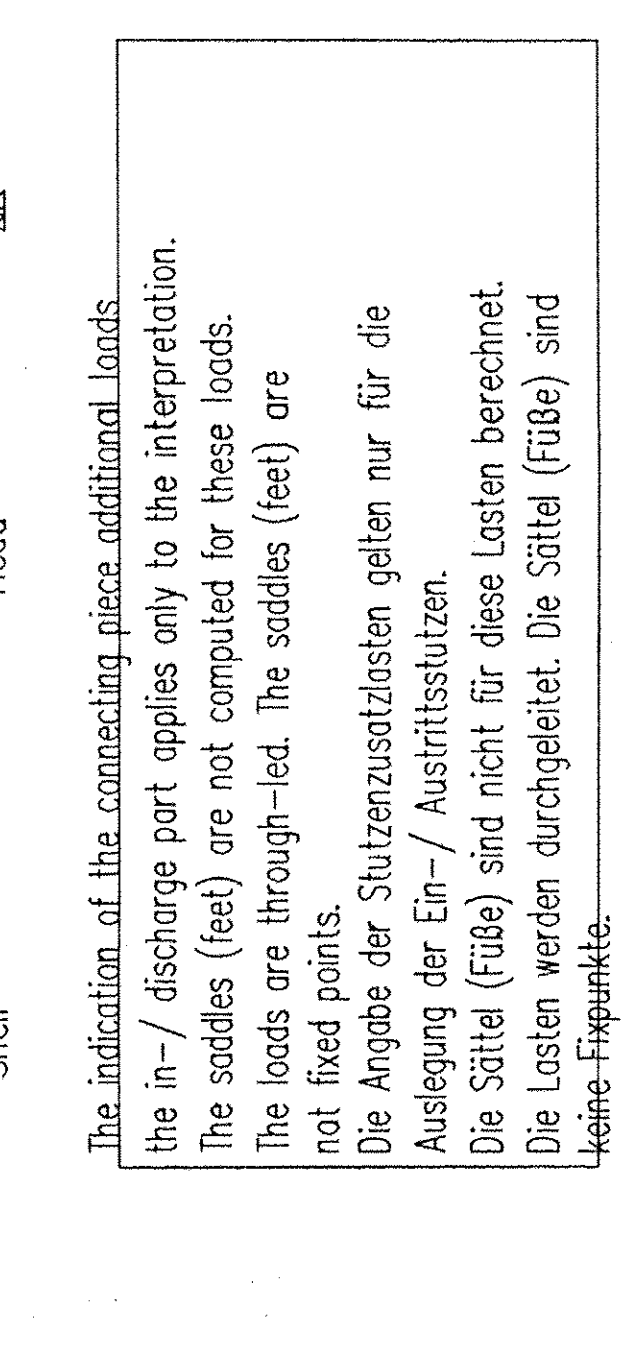 The indication of the connecting piece additional loads
the in-/ discharge part applies only to the interpretation.
The saddles (feet) are not computed for these loads.
The loads are through-led. The saddles (feet) are
not fixed points.
Die Angabe der Stutzenzusatzlasten gelten nur für die
Auslegung der Ein-/ Austrittsstutzen.
Die Sättel (Füße) sind nicht für diese Lasten berechnet.
Die Lasten werden durchgeleitet. Die Sättel (Füße) sind
keine Fixpunkte.